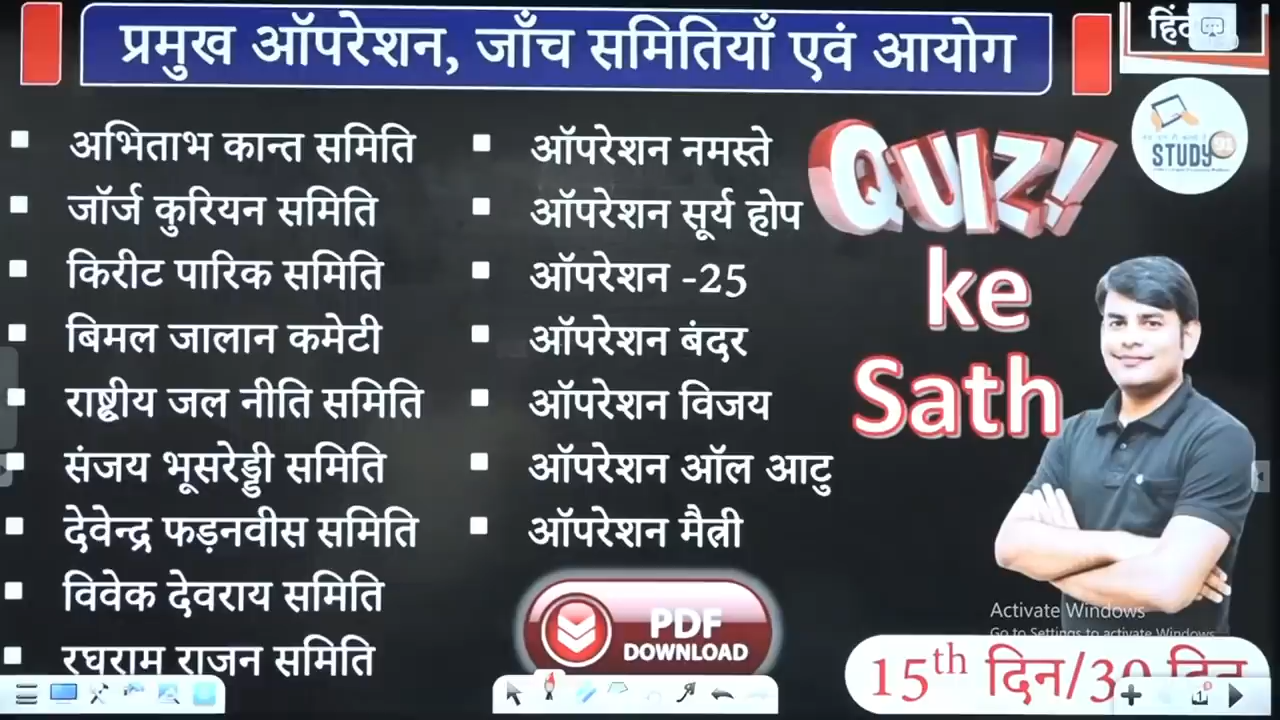 प्रमुख ऑपरेशन, जाँच समितियाँ एवं आयोग
अभिताभ कान्त समिति
जॉर्ज कुरियन समिति
किरीट पारिक समिति
बिमल जालान कमेटी
राष्ट्रीय जल नीति समिति
संजय भूसरेड्डी समिति
देवेन्द्र फड़नवीस समिति
विवेक देवराय समिति
रघुराम राजन समिति
ऑपरेशन नमस्ते
ऑपरेशन सूर्य होप
ऑपरेशन -25
ऑपरेशन बंदर
ऑपरेशन विजय
ऑपरेशन ऑल आटु
ऑपरेशन मैत्री
PDF
DOWNLOAD
QUIZ!
ke
Sath
STUDY 91
Activate Windows
Go to Settings to activate Windows.
15th दिन/30 दिन